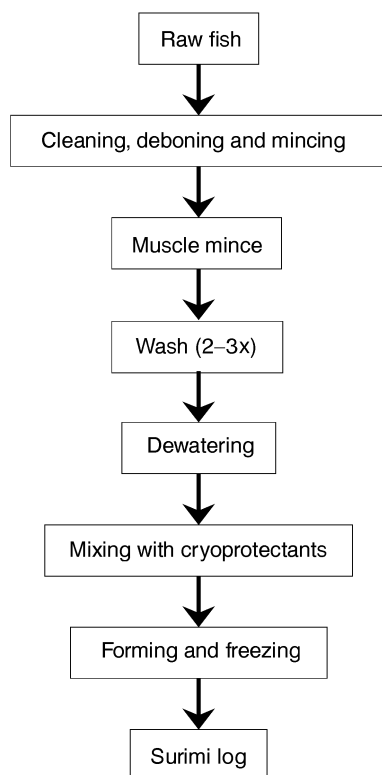 Raw fish
Cleaning, deboning and mincing
Muscle mince
Wash (2–3x)
Dewatering
Mixing with cryoprotectants
Forming and freezing
Surimi log